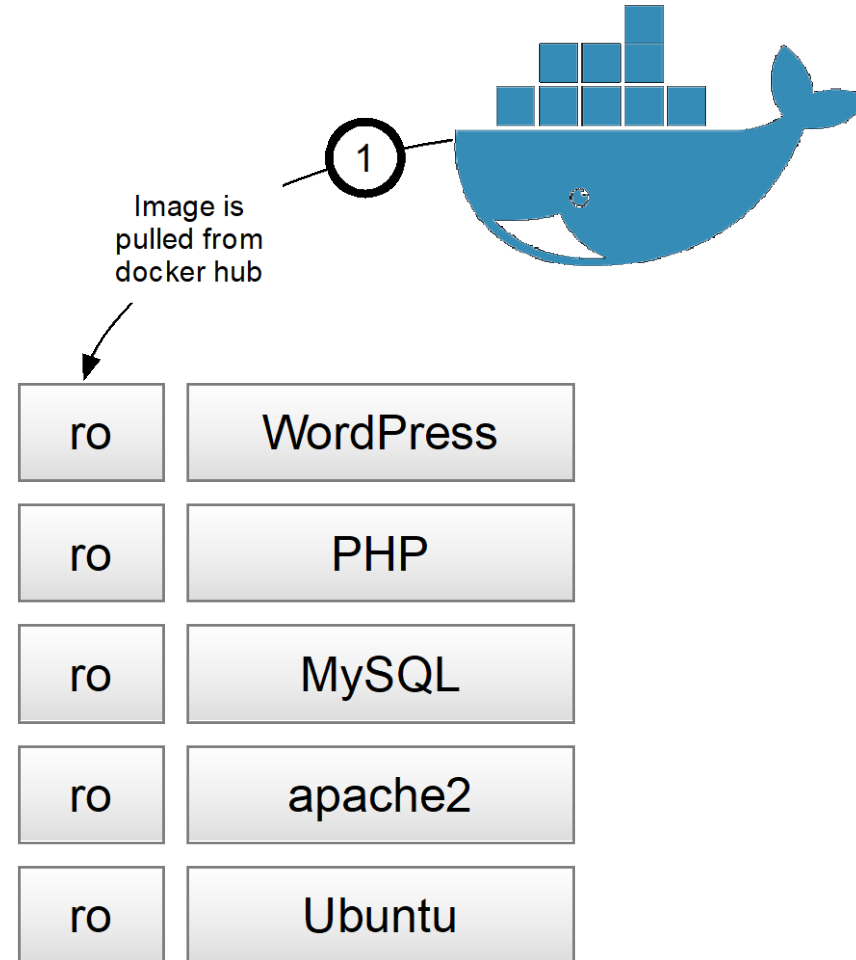 1
Image is
pulled from
docker hub
ro WordPress
ro PHP
ro MySQL
ro apache2
ro Ubuntu